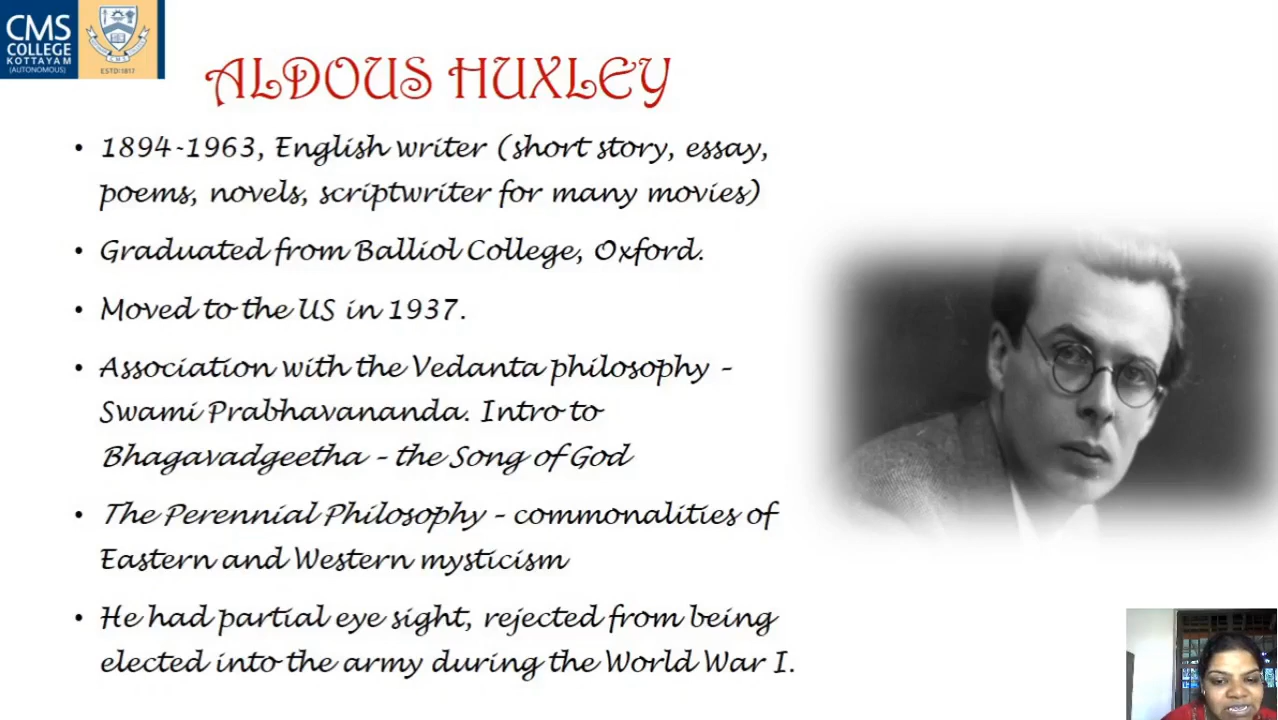 CMS
COLLEGE
KOTTAYAM
(AUTONOMOUS)
ESTD:1817
ALDOUS HUXLEY
• 1894-1963, English writer (short story, essay,
poems, novels, scriptwriter for many movies)
• Graduated from Balliol College, Oxford.
• Moved to the US in 1937.
• Association with the Vedanta philosophy –
Swami Prabhavananda. Intro to
Bhagavadgeetha – the Song of God
• The Perennial Philosophy – commonalities of
Eastern and Western mysticism
• He had partial eye sight, rejected from being
elected into the army during the World War I.